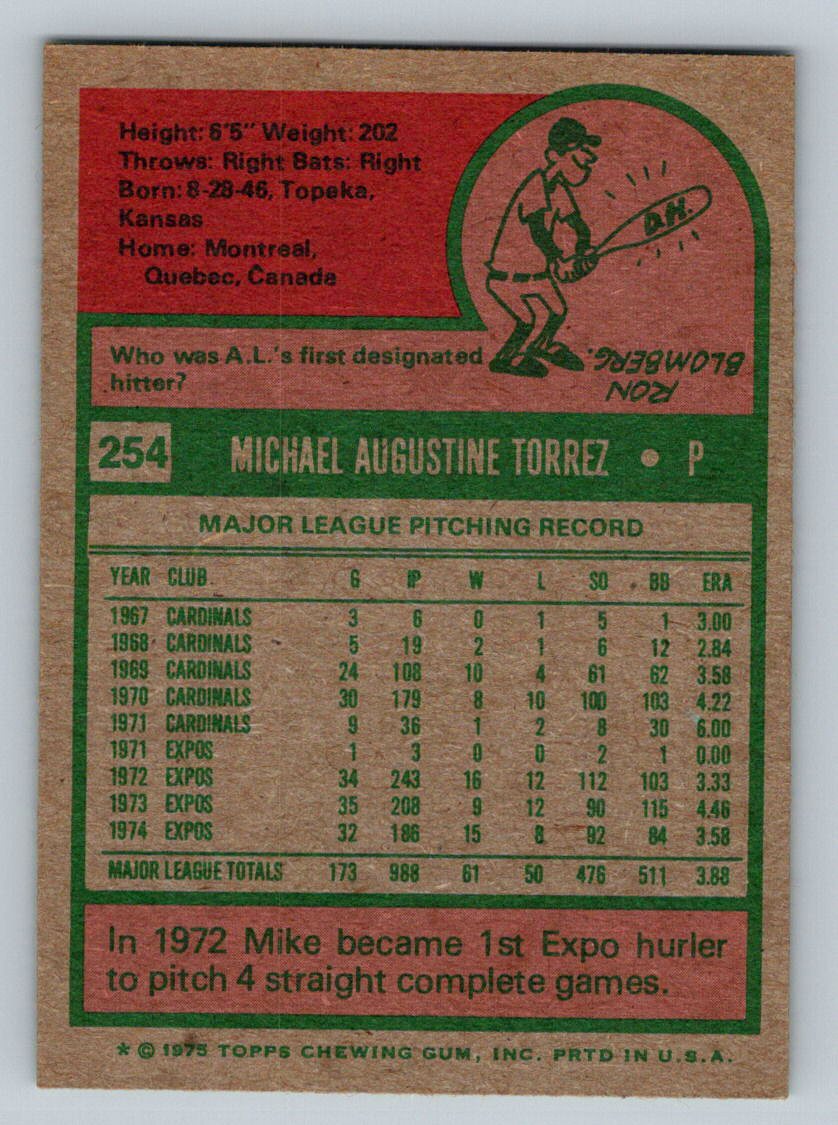 Height: 6'5" Weight: 202
Throws: Right Bats: Right
Born: 8-28-46, Topeka,
Kansas
Home: Montreal,
Quebec, Canada
D.H.
Who was A.L.'s first designated
hitter?
RON
BLOMBERG.
254 MICHAEL AUGUSTINE TORREZ • P
MAJOR LEAGUE PITCHING RECORD
YEAR CLUB G IP W L SO BB ERA
1967 CARDINALS 3 6 0 1 5 1 3.00
1968 CARDINALS 5 19 2 1 6 12 2.84
1969 CARDINALS 24 108 10 4 61 62 3.58
1970 CARDINALS 30 179 8 10 100 103 4.22
1971 CARDINALS 9 36 1 2 8 30 6.00
1971 EXPOS 1 3 0 0 2 1 0.00
1972 EXPOS 34 243 16 12 112 103 3.33
1973 EXPOS 35 208 9 12 90 115 4.46
1974 EXPOS 32 186 15 8 92 84 3.58
MAJOR LEAGUE TOTALS 173 988 61 50 476 511 3.88
In 1972 Mike became 1st Expo hurler
to pitch 4 straight complete games.
* © 1975 TOPPS CHEWING GUM, INC. PRTD IN U.S.A.